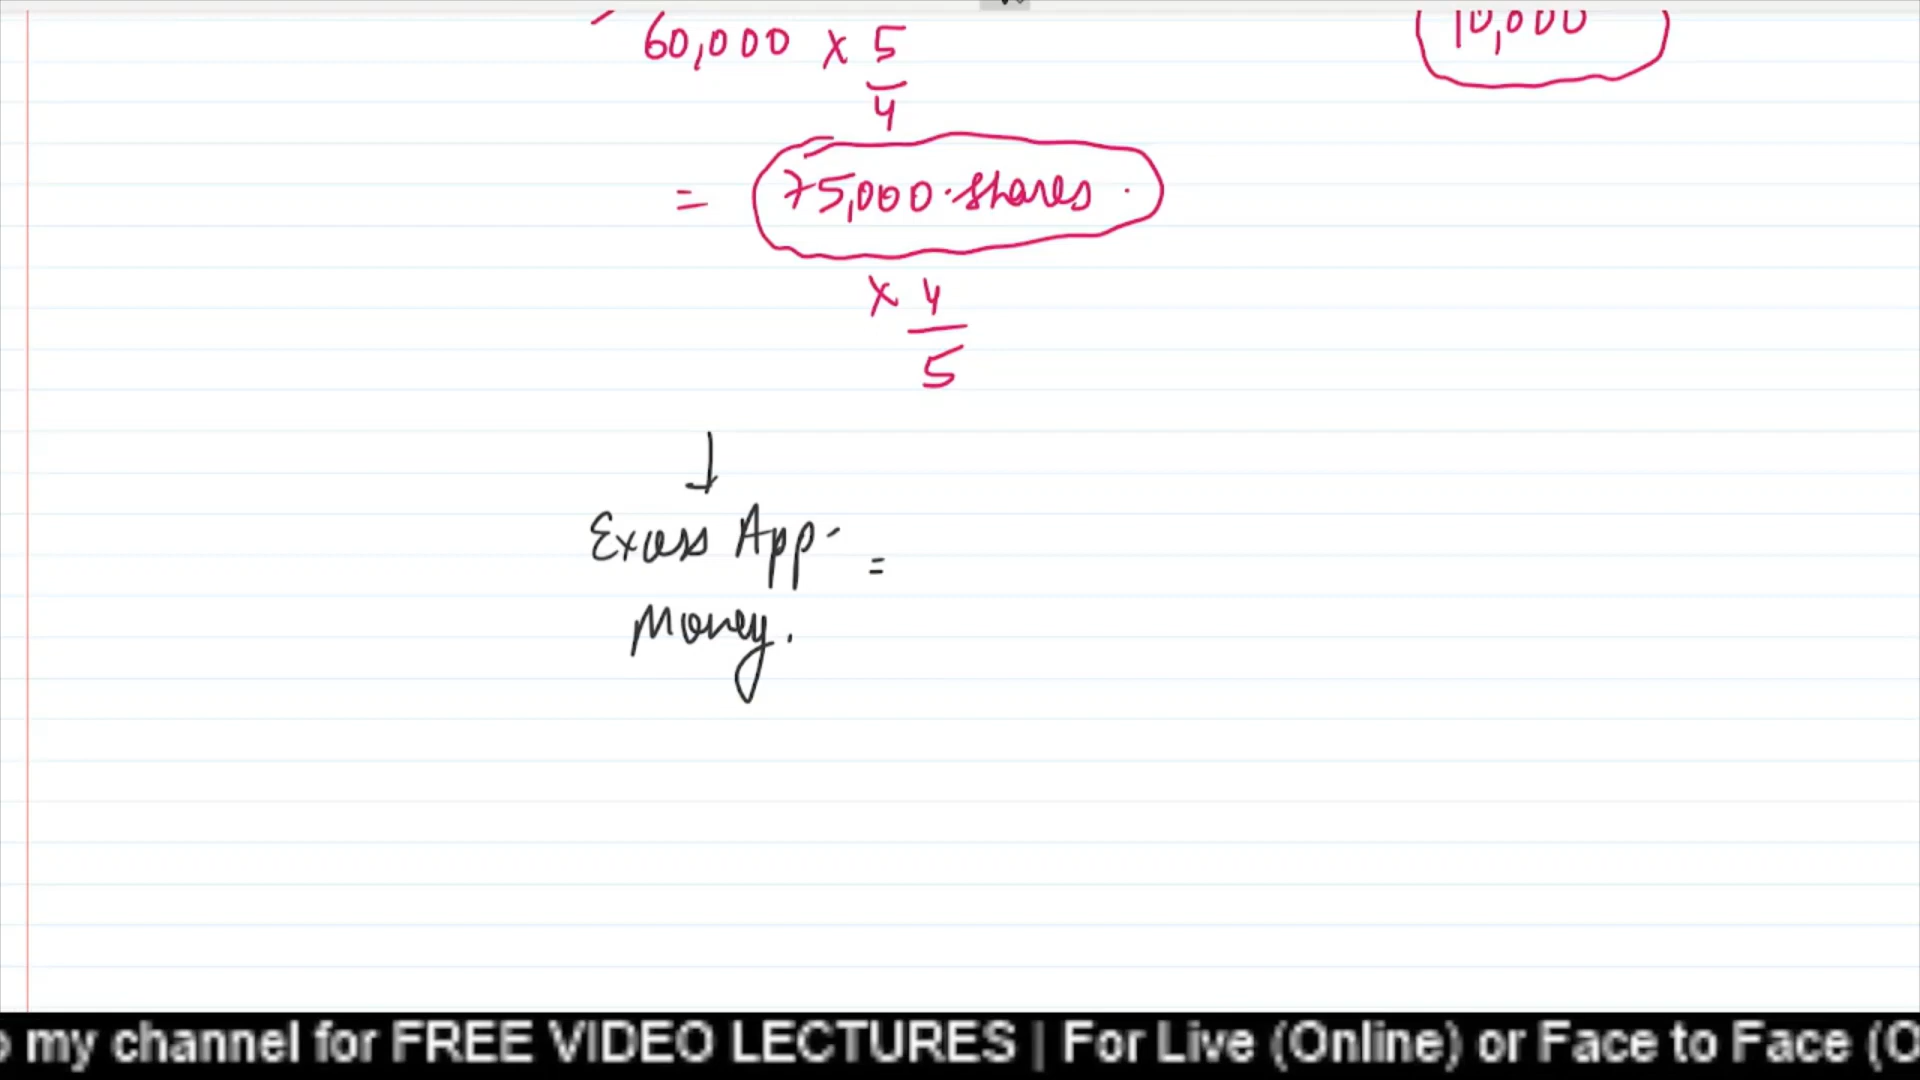 60,000 x 5/4
10,000
= 75,000 shares.
x 4/5
Excess App. =
Money.
o my channel for FREE VIDEO LECTURES | For Live (Online) or Face to Face (O